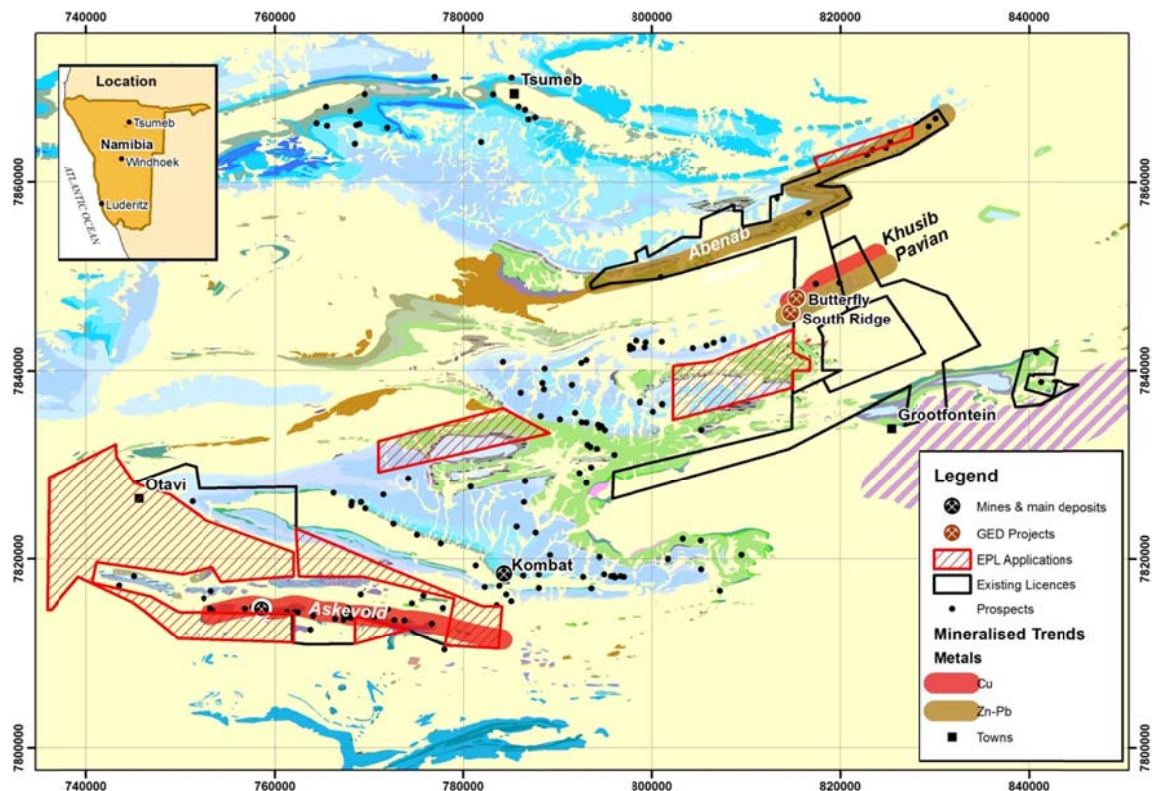 740000 760000 780000 800000 820000 840000
Location
Tsumeb
Namibia
Windhoek
Luderitz
ATLANTIC OCEAN
Tsumeb
7860000
7860000
Abenab
Khusib
Pavian
Butterfly
South Ridge
7840000
7840000
Grootfontein
Otavi
7820000
7820000
Kombat
Askevold
7800000
7800000
Legend
Mines & main deposits
GED Projects
EPL Applications
Existing Licences
Prospects
Mineralised Trends
Metals
Cu
Zn-Pb
Towns
740000 760000 780000 800000 820000 840000